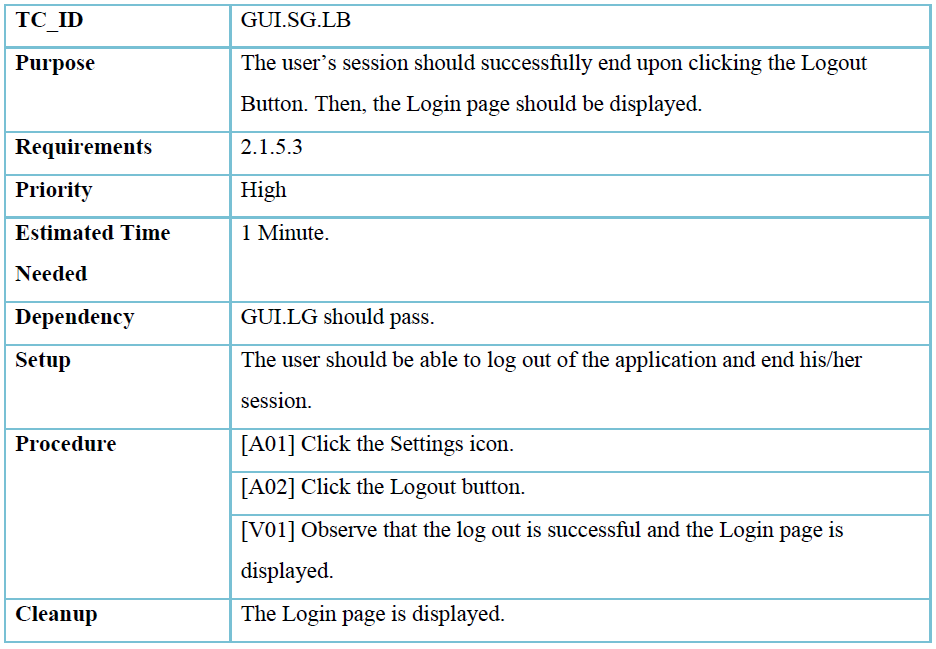 TC_ID GUI.SG.LB
Purpose The user’s session should successfully end upon clicking the Logout
Button. Then, the Login page should be displayed.
Requirements 2.1.5.3
Priority High
Estimated Time 1 Minute.
Needed
Dependency GUI.LG should pass.
Setup The user should be able to log out of the application and end his/her
session.
Procedure [A01] Click the Settings icon.
[A02] Click the Logout button.
[V01] Observe that the log out is successful and the Login page is
displayed.
Cleanup The Login page is displayed.